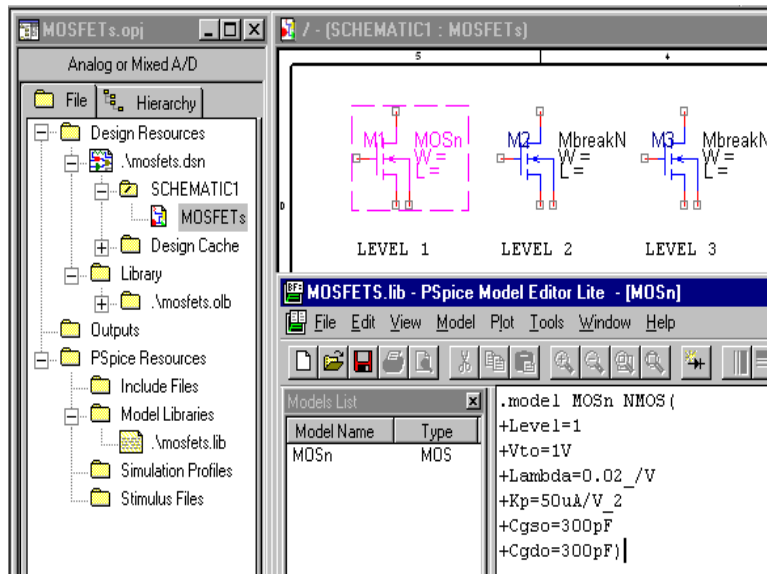 MOSFETs.opj
Analog or Mixed A/D
File
Hierarchy
Design Resources
.\mosfets.dsn
SCHEMATIC1
MOSFETs
Design Cache
Library
.\mosfets.olb
Outputs
PSpice Resources
Include Files
Model Libraries
.\mosfets.lib
Simulation Profiles
Stimulus Files
/ - (SCHEMATIC1 : MOSFETs)
5
4
D
M1
MOSn
W=
L=
LEVEL 1
M2
MbreakN
W=
L=
LEVEL 2
M3
MbreakN
W=
L=
LEVEL 3
MOSFETS.lib - PSpice Model Editor Lite - [MOSn]
File Edit View Model Plot Tools Window Help
Models List
Model Name Type
MOSn MOS
.model MOSn NMOS(
+Level=1
+Vto=1V
+Lambda=0.02_/V
+Kp=50uA/V_2
+Cgso=300pF
+Cgdo=300pF)